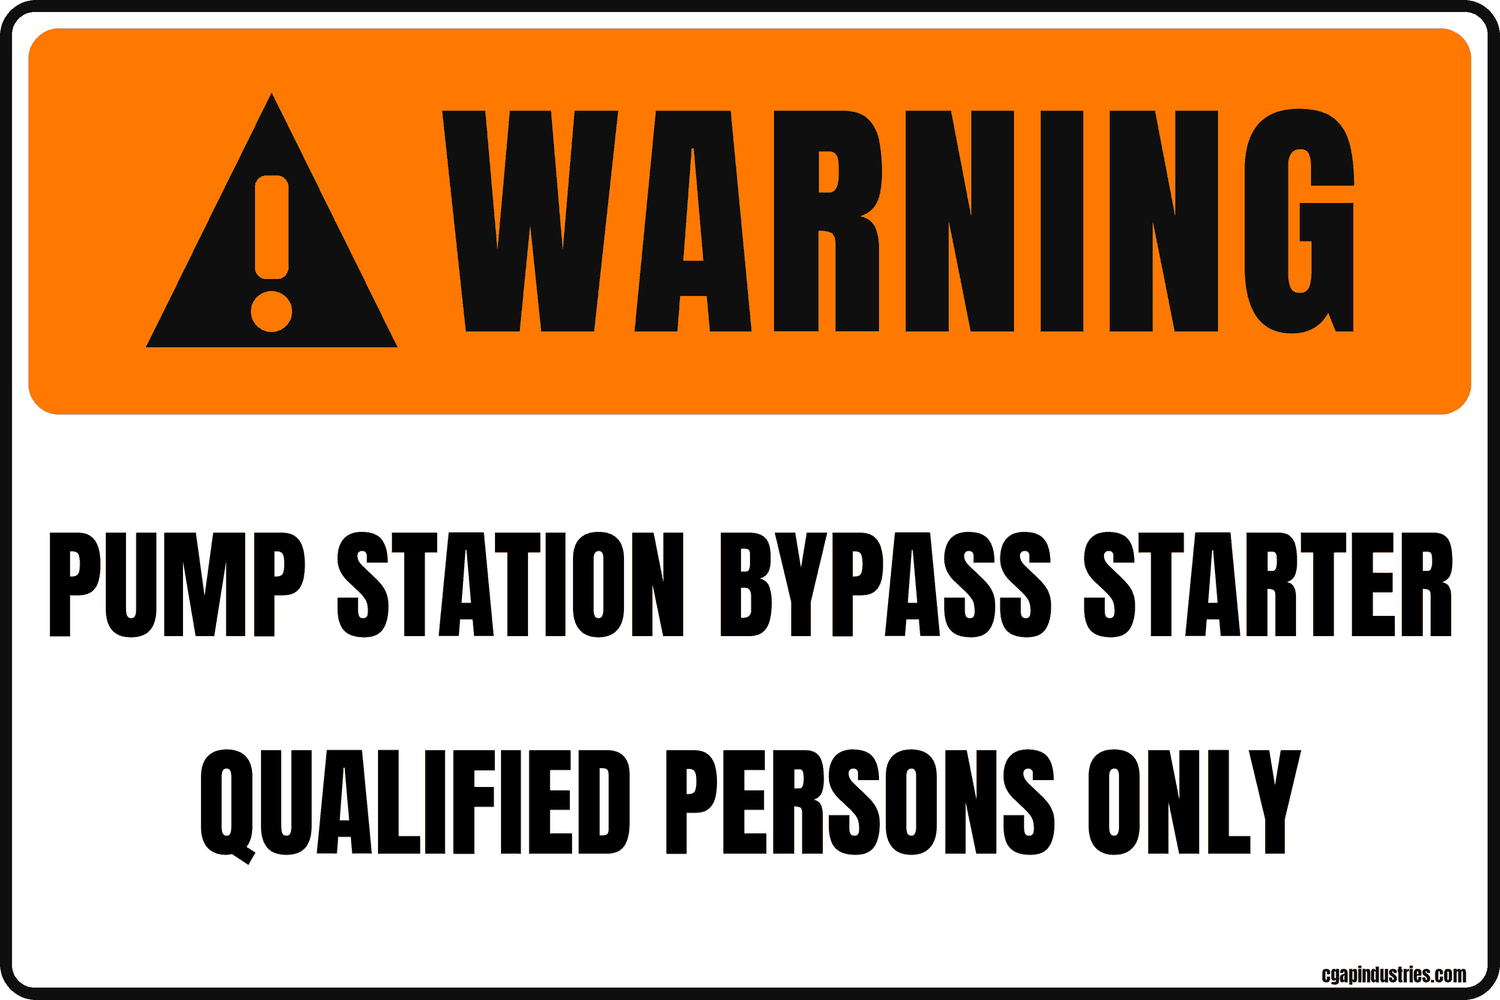 WARNING
PUMP STATION BYPASS STARTER
QUALIFIED PERSONS ONLY
cgapindustries.com